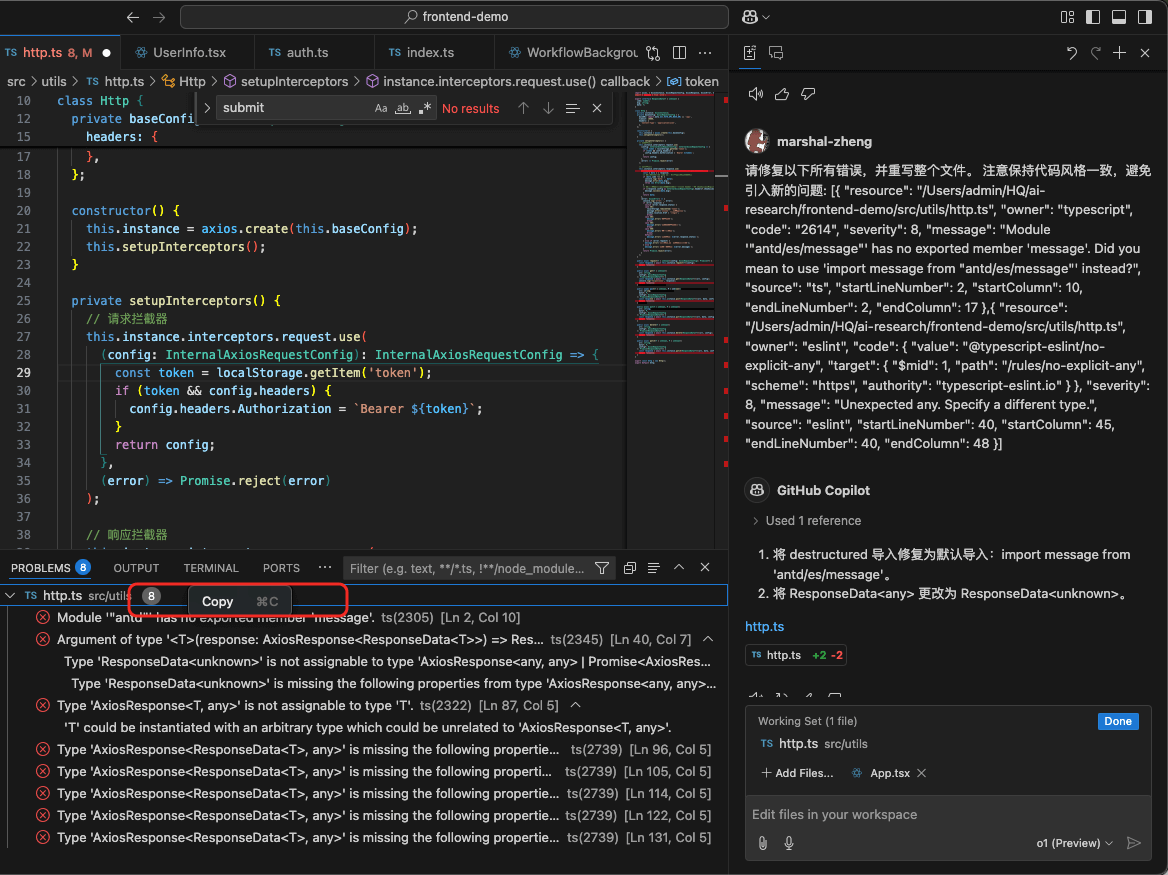 frontend-demo
TS http.ts 8, M
UserInfo.tsx
TS auth.ts
TS index.ts
WorkflowBackgrou
src > utils > TS http.ts > Http > setupInterceptors > instance.interceptors.request.use() callback > token
submit
Aa ab .* No results
10 class Http {
12 private baseConfig
15 headers: {
17 },
18 };
19
20 constructor() {
21 this.instance = axios.create(this.baseConfig);
22 this.setupInterceptors();
23 }
24
25 private setupInterceptors() {
26 // 请求拦截器
27 this.instance.interceptors.request.use(
28 (config: InternalAxiosRequestConfig): InternalAxiosRequestConfig => {
29 const token = localStorage.getItem('token');
30 if (token && config.headers) {
31 config.headers.Authorization = `Bearer ${token}`;
32 }
33 return config;
34 },
35 (error) => Promise.reject(error)
36 );
37
38 // 响应拦截器
PROBLEMS 8 OUTPUT TERMINAL PORTS ···
Filter (e.g. text, **/*.ts, !**/node_module...
TS http.ts src/utils 8
Copy ⌘C
Module '"antd"' has no exported member 'message'. ts(2305) [Ln 2, Col 10]
Argument of type '<T>(response: AxiosResponse<ResponseData<T>>) => Res... ts(2345) [Ln 40, Col 7]
Type 'ResponseData<unknown>' is not assignable to type 'AxiosResponse<any, any> | Promise<AxiosRes...
Type 'ResponseData<unknown>' is missing the following properties from type 'AxiosResponse<any, any>...
Type 'AxiosResponse<T, any>' is not assignable to type 'T'. ts(2322) [Ln 87, Col 5]
'T' could be instantiated with an arbitrary type which could be unrelated to 'AxiosResponse<T, any>'.
Type 'AxiosResponse<ResponseData<T>, any>' is missing the following propertie... ts(2739) [Ln 96, Col 5]
Type 'AxiosResponse<ResponseData<T>, any>' is missing the following properti... ts(2739) [Ln 105, Col 5]
Type 'AxiosResponse<ResponseData<T>, any>' is missing the following propertie... ts(2739) [Ln 114, Col 5]
Type 'AxiosResponse<ResponseData<T>, any>' is missing the following propertie... ts(2739) [Ln 122, Col 5]
Type 'AxiosResponse<ResponseData<T>, any>' is missing the following propertie... ts(2739) [Ln 131, Col 5]
marshal-zheng
请修复以下所有错误，并重写整个文件。 注意保持代码风格一致，避免
引入新的问题: [{ "resource": "/Users/admin/HQ/ai-
research/frontend-demo/src/utils/http.ts", "owner": "typescript",
"code": "2614", "severity": 8, "message": "Module
'"antd/es/message"' has no exported member 'message'. Did you
mean to use 'import message from "antd/es/message"' instead?",
"source": "ts", "startLineNumber": 2, "startColumn": 10,
"endLineNumber": 2, "endColumn": 17 },{ "resource":
"/Users/admin/HQ/ai-research/frontend-demo/src/utils/http.ts",
"owner": "eslint", "code": { "value": "@typescript-eslint/no-
explicit-any", "target": { "$mid": 1, "path": "/rules/no-explicit-any",
"scheme": "https", "authority": "typescript-eslint.io" } }, "severity":
8, "message": "Unexpected any. Specify a different type.",
"source": "eslint", "startLineNumber": 40, "startColumn": 45,
"endLineNumber": 40, "endColumn": 48 }]
GitHub Copilot
> Used 1 reference
1. 将 destructured 导入修复为默认导入：import message from
'antd/es/message'。
2. 将 ResponseData<any> 更改为 ResponseData<unknown>。
http.ts
TS http.ts +2 -2
Working Set (1 file)
Done
TS http.ts src/utils
+ Add Files...
App.tsx
Edit files in your workspace
o1 (Preview)